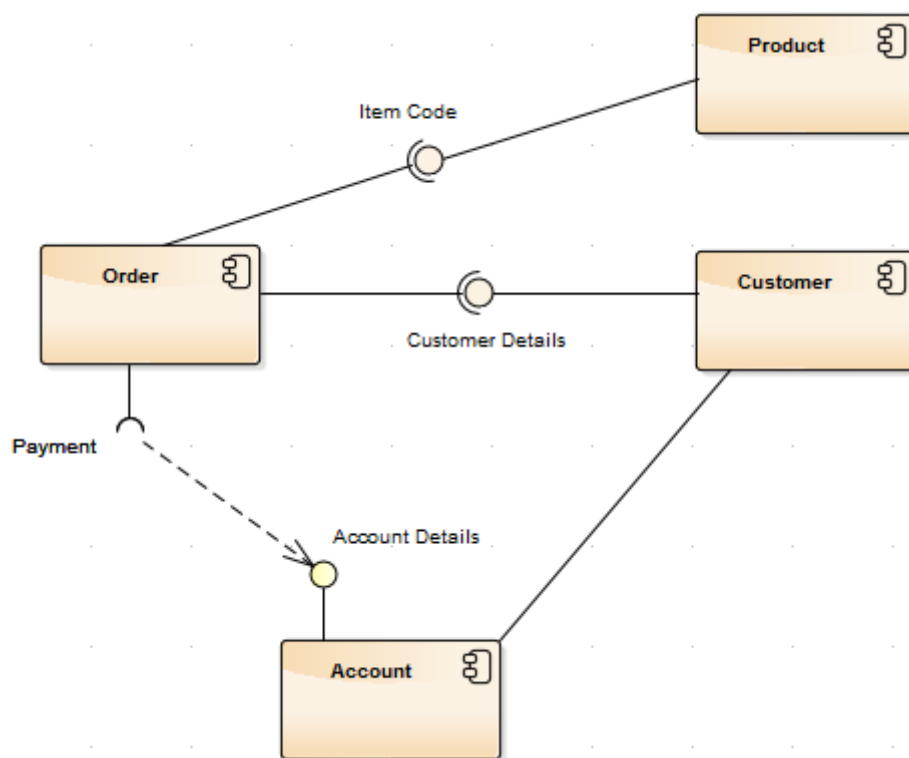 Product
Item Code
Order
Customer
Customer Details
Payment
Account Details
Account